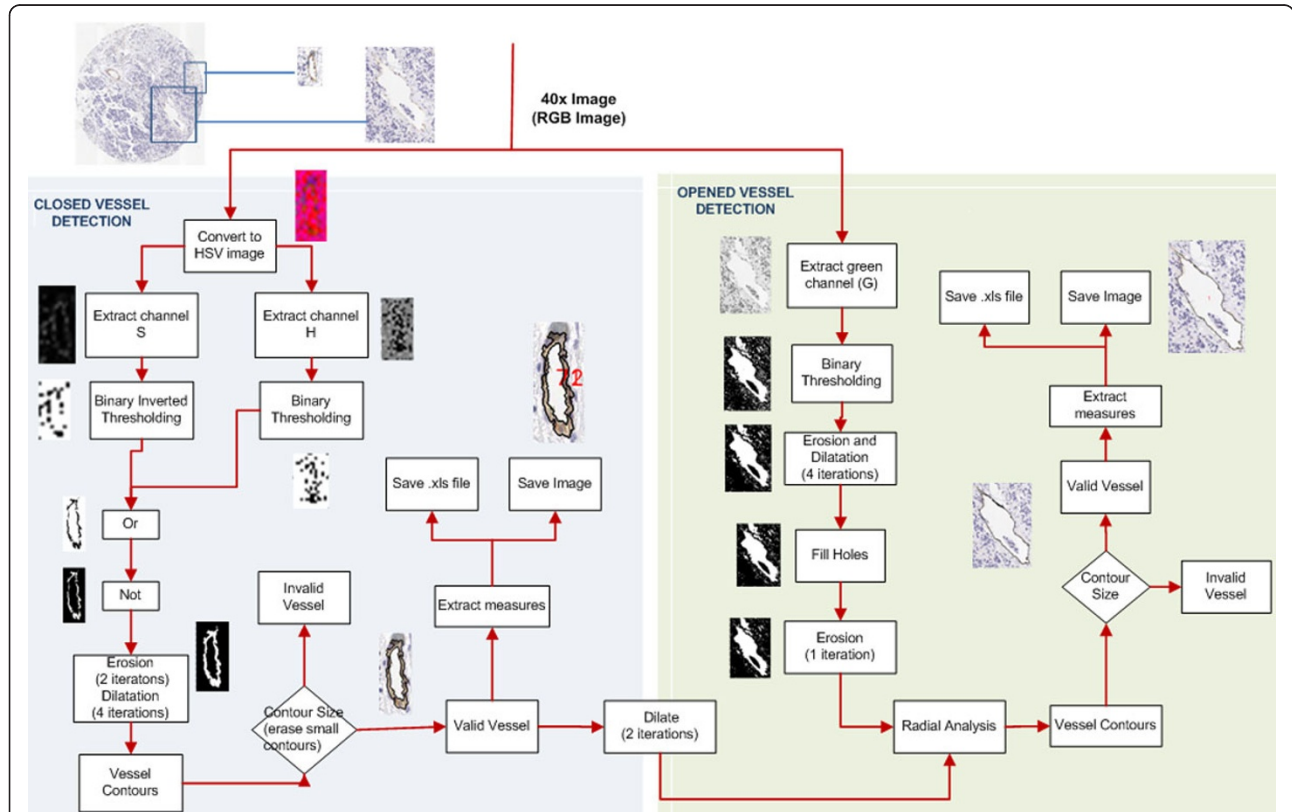 40x Image
(RGB Image)
CLOSED VESSEL
DETECTION
Convert to
HSV image
Extract channel
S
Extract channel
H
Binary Inverted
Thresholding
Binary
Thresholding
Or
Not
Erosion
(2 iteratons)
Dilatation
(4 iterations)
Vessel
Contours
Invalid
Vessel
Contour Size
(erase small
contours)
Save .xls file
Save Image
Extract measures
72
Valid Vessel
Dilate
(2 iterations)
OPENED VESSEL
DETECTION
Extract green
channel (G)
Binary
Thresholding
Erosion and
Dilatation
(4 iterations)
Fill Holes
Erosion
(1 iteration)
Radial Analysis
Vessel Contours
Contour
Size
Invalid
Vessel
Valid Vessel
Extract
measures
Save .xls file
Save Image